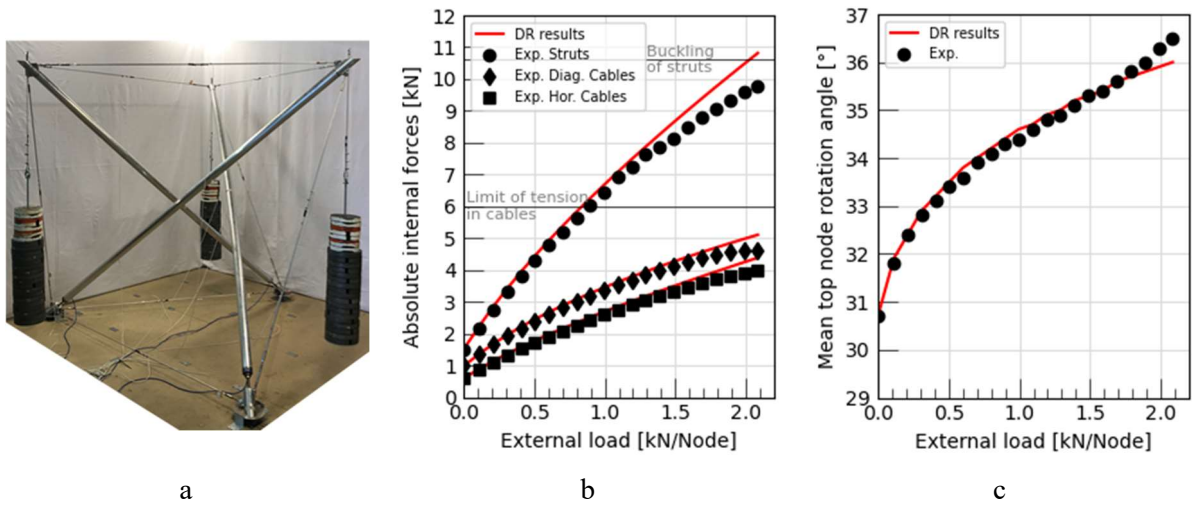 12
11
10
9
8
7
6
5
4
3
2
1
0
Absolute internal forces [kN]
DR results
Exp. Struts
Exp. Diag. Cables
Exp. Hor. Cables
Buckling
of struts
Limit of tension
in cables
0.0 0.5 1.0 1.5 2.0
External load [kN/Node]
37
36
35
34
33
32
31
30
29
Mean top node rotation angle [°]
DR results
Exp.
0.0 0.5 1.0 1.5 2.0
External load [kN/Node]
a b c